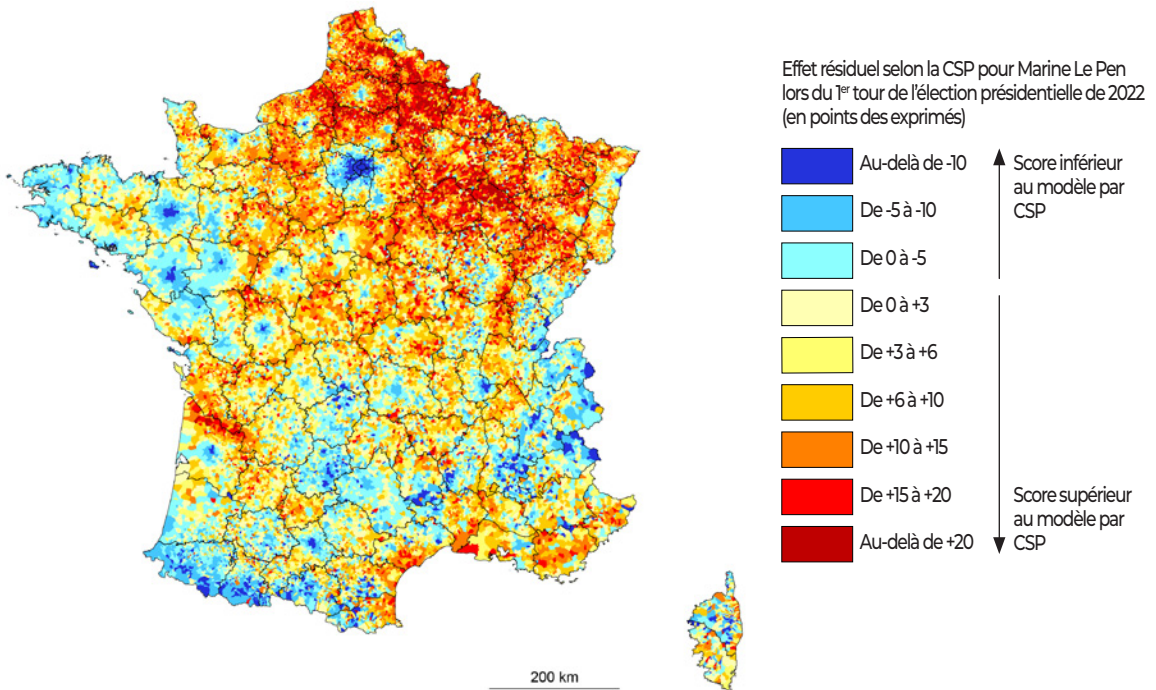 Effet résiduel selon la CSP pour Marine Le Pen
lors du 1er tour de l'élection présidentielle de 2022
(en points des exprimés)
Au-delà de -10
De -5 à -10
De 0 à -5
De 0 à +3
De +3 à +6
De +6 à +10
De +10 à +15
De +15 à +20
Au-delà de +20
Score inférieur
au modèle par
CSP
Score supérieur
au modèle par
CSP
200 km